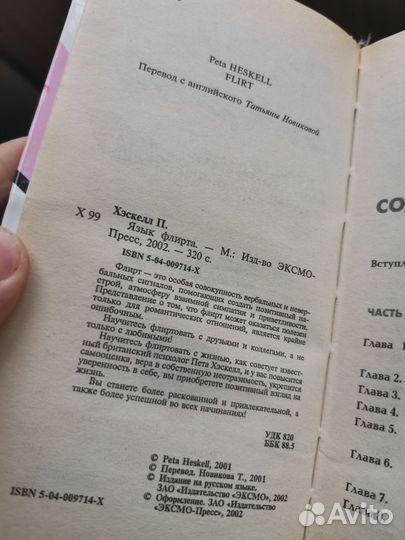 Peta HESKELL
FLIRT
Перевод с английского Татьяны Новиковой
Хэскелл П.
Х 99 Язык флирта. — М.: Изд-во ЭКСМО-
Пресс, 2002. — 320 с.
ISBN 5-04-009714-X
Флирт — это особая совокупность вербальных и невер-
бальных сигналов, помогающих создать позитивный на-
строй, атмосферу взаимной симпатии и приветливости.
Представление о том, что флирт может оказаться полезен
только для романтических отношений, является крайне
ошибочным.
Научитесь флиртовать с друзьями и коллегами, а не
только с любимыми!
Научитесь флиртовать с жизнью, как советует извест-
ный британский психолог Пета Хэскелл, и у вас повысится
самооценка, вера в собственную неотразимость, укрепится
уверенность в себе, вы приобретете позитивный взгляд на
жизнь.
Вы станете более раскованной и привлекательной, а
также более успешной во всех начинаниях!
УДК 820
ББК 88.5
© Peta Heskell, 2001
© Перевод. Новикова Т., 2001
© Издание на русском языке.
ЗАО «Издательство «ЭКСМО», 2002
© Оформление. ЗАО «Издательство
«ЭКСМО-Пресс», 2002
ISBN 5-04-009714-X
СО
Вступл
ЧАСТЬ
Глава 1
Глава 2.
Глава 3.
Глава 4.
Глава 5.
Глава 6.
Глава 7.
Глава
Avito